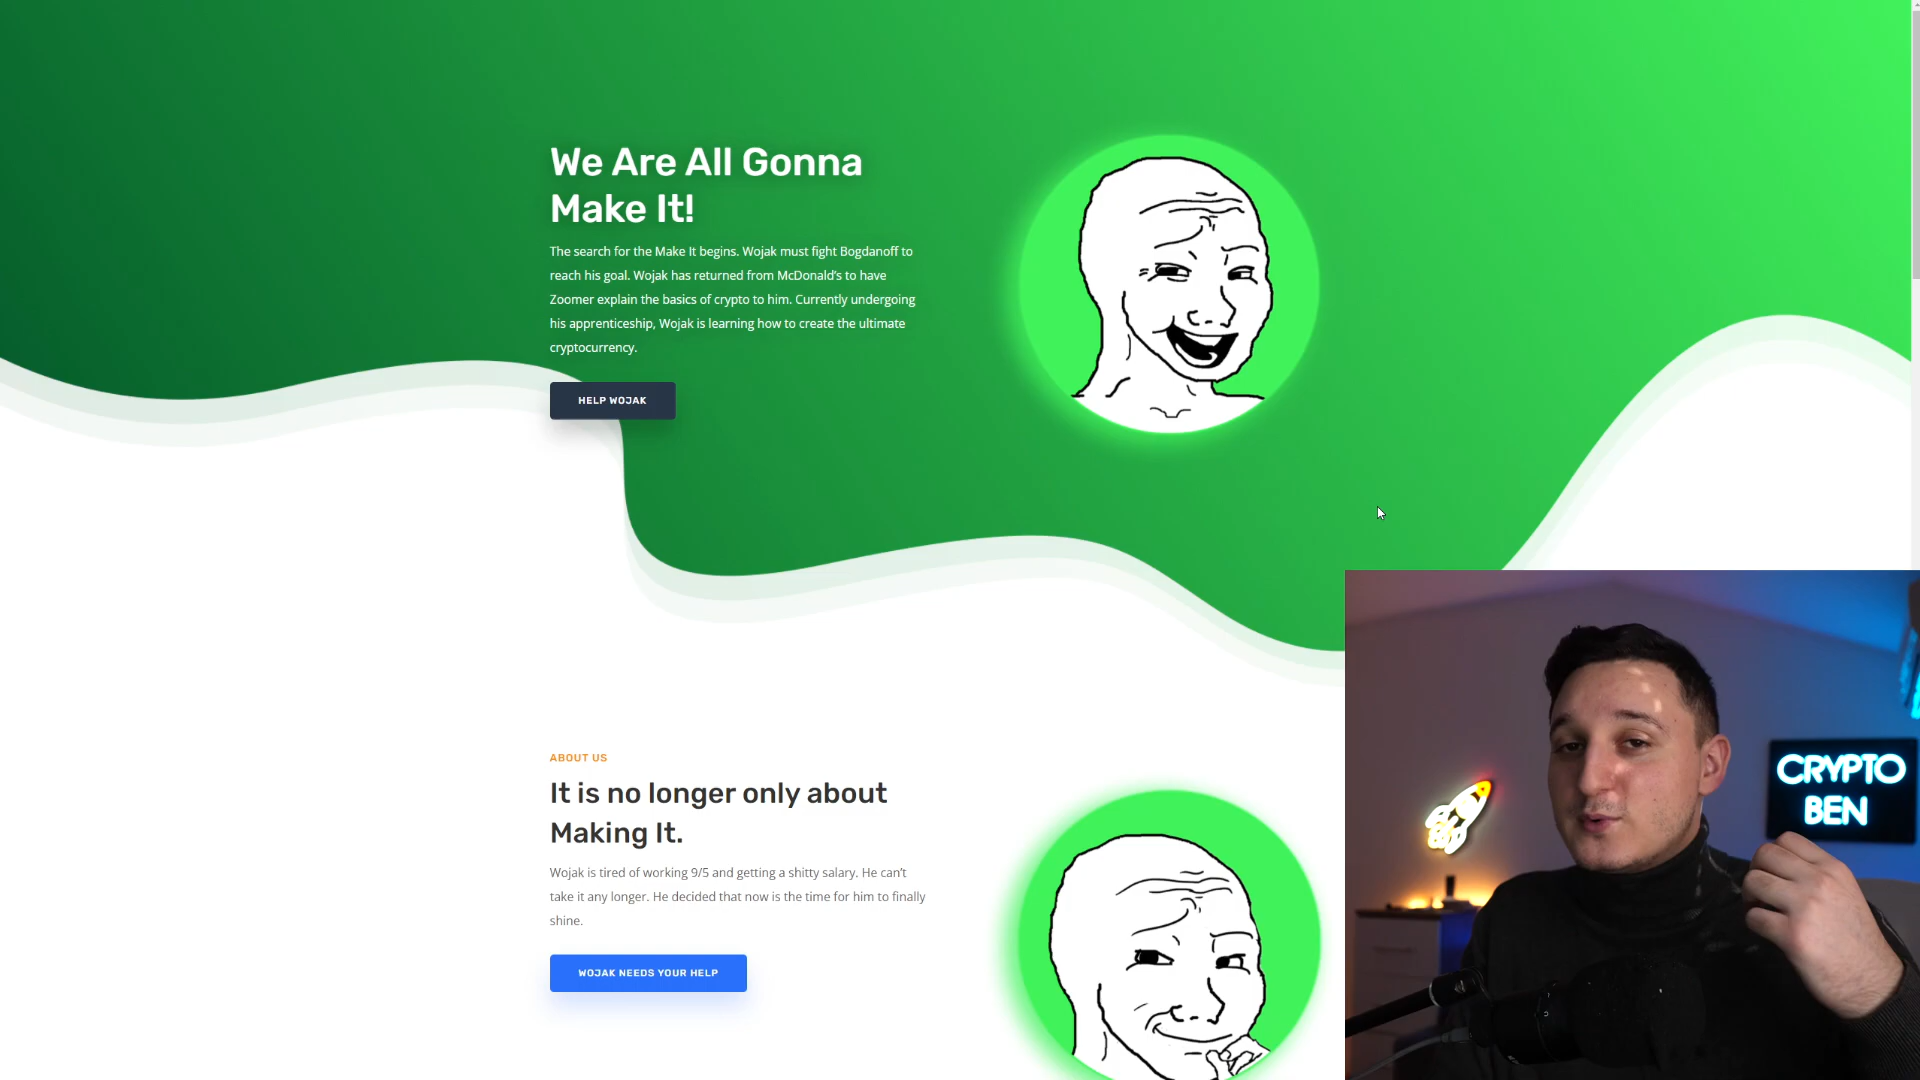 We Are All Gonna
Make It!
The search for the Make It begins. Wojak must fight Bogdanoff to
reach his goal. Wojak has returned from McDonald's to have
Zoomer explain the basics of crypto to him. Currently undergoing
his apprenticeship, Wojak is learning how to create the ultimate
cryptocurrency.
HELP WOJAK
ABOUT US
It is no longer only about
Making It.
Wojak is tired of working 9/5 and getting a shitty salary. He can't
take it any longer. He decided that now is the time for him to finally
shine.
WOJAK NEEDS YOUR HELP
CRYPTO
BEN